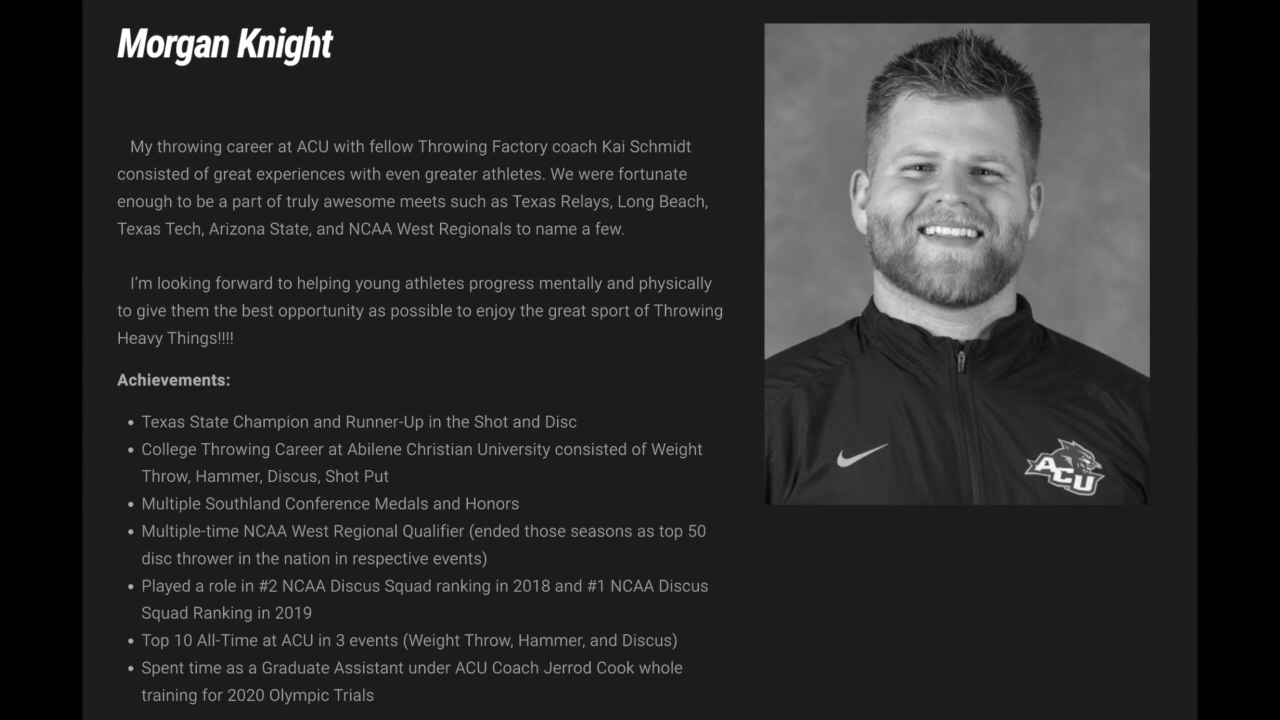 Morgan Knight
My throwing career at ACU with fellow Throwing Factory coach Kai Schmidt
consisted of great experiences with even greater athletes. We were fortunate
enough to be a part of truly awesome meets such as Texas Relays, Long Beach,
Texas Tech, Arizona State, and NCAA West Regionals to name a few.
I'm looking forward to helping young athletes progress mentally and physically
to give them the best opportunity as possible to enjoy the great sport of Throwing
Heavy Things!!!!
Achievements:
• Texas State Champion and Runner-Up in the Shot and Disc
• College Throwing Career at Abilene Christian University consisted of Weight
Throw, Hammer, Discus, Shot Put
• Multiple Southland Conference Medals and Honors
• Multiple-time NCAA West Regional Qualifier (ended those seasons as top 50
disc thrower in the nation in respective events)
• Played a role in #2 NCAA Discus Squad ranking in 2018 and #1 NCAA Discus
Squad Ranking in 2019
• Top 10 All-Time at ACU in 3 events (Weight Throw, Hammer, and Discus)
• Spent time as a Graduate Assistant under ACU Coach Jerrod Cook whole
training for 2020 Olympic Trials
ACU